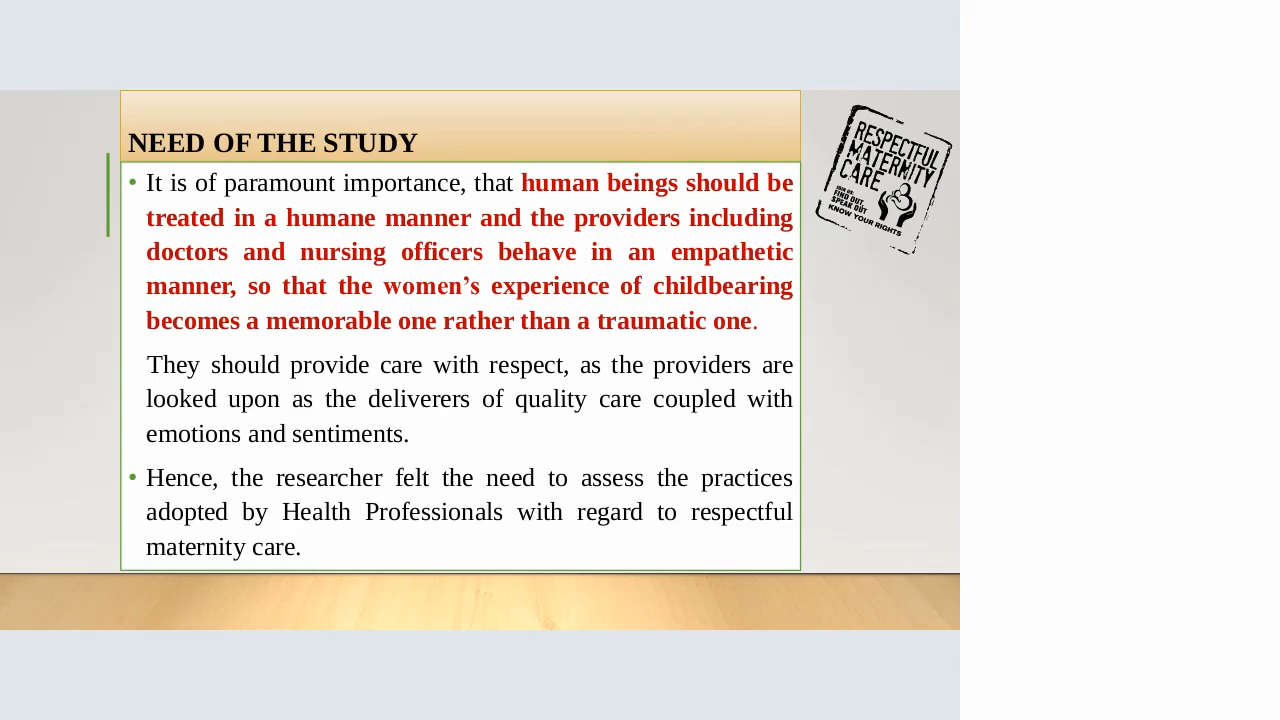 NEED OF THE STUDY
• It is of paramount importance, that human beings should be
treated in a humane manner and the providers including
doctors and nursing officers behave in an empathetic
manner, so that the women’s experience of childbearing
becomes a memorable one rather than a traumatic one.
They should provide care with respect, as the providers are
looked upon as the deliverers of quality care coupled with
emotions and sentiments.
• Hence, the researcher felt the need to assess the practices
adopted by Health Professionals with regard to respectful
maternity care.
RESPECTFUL
MATERNITY
CARE
JOIN US:
FIND OUT
SPEAK OUT
KNOW YOUR RIGHTS